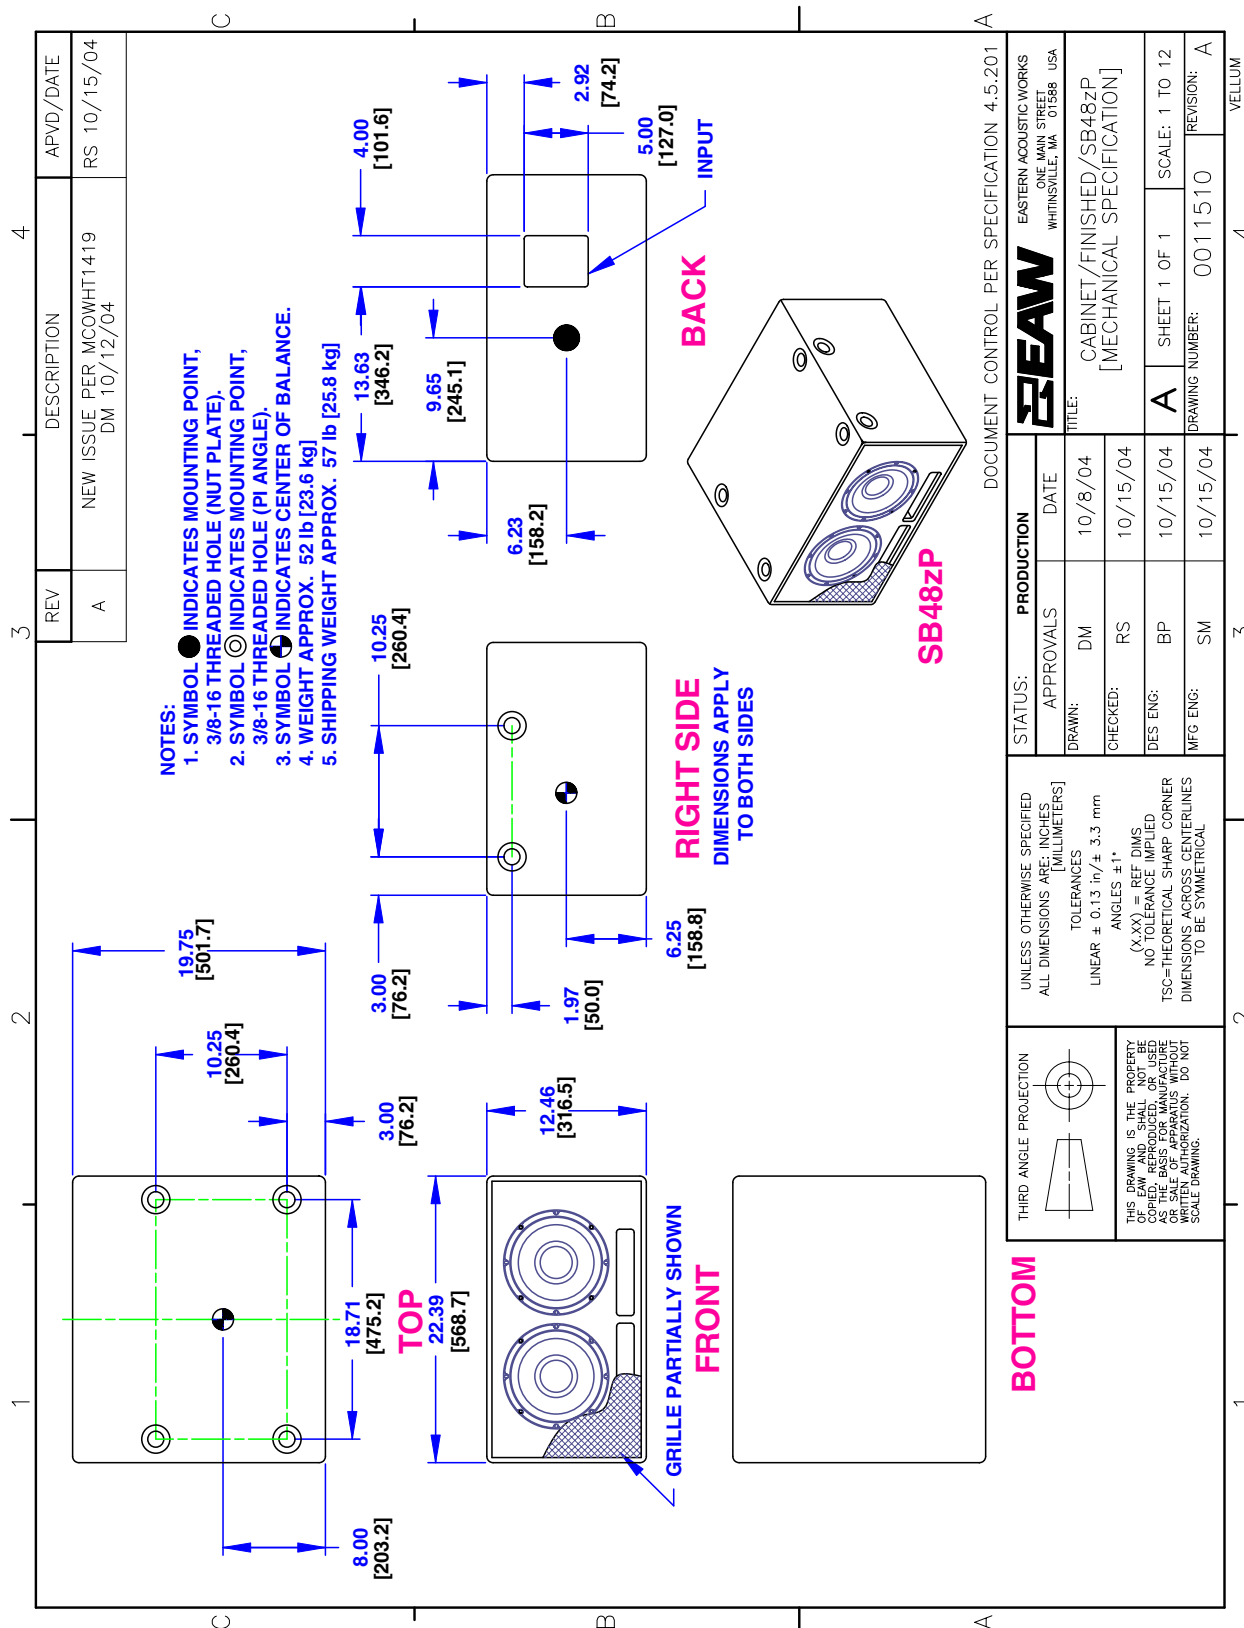 1
2
3
4
REV
DESCRIPTION
APVD/DATE
A
NEW ISSUE PER MCOWHT1419
DM 10/12/04
RS 10/15/04
C
C
B
B
A
A
NOTES:
1. SYMBOL INDICATES MOUNTING POINT,
3/8-16 THREADED HOLE (NUT PLATE).
2. SYMBOL INDICATES MOUNTING POINT,
3/8-16 THREADED HOLE (PI ANGLE).
3. SYMBOL INDICATES CENTER OF BALANCE.
4. WEIGHT APPROX. 52 lb [23.6 kg]
5. SHIPPING WEIGHT APPROX. 57 lb [25.8 kg]
19.75
[501.7]
10.25
[260.4]
3.00
[76.2]
8.00
[203.2]
18.71
[475.2]
TOP
22.39
[568.7]
12.46
[316.5]
GRILLE PARTIALLY SHOWN
FRONT
BOTTOM
10.25
[260.4]
3.00
[76.2]
1.97
[50.0]
6.25
[158.8]
RIGHT SIDE
DIMENSIONS APPLY
TO BOTH SIDES
4.00
[101.6]
13.63
[346.2]
9.65
[245.1]
6.23
[158.2]
2.92
[74.2]
5.00
[127.0]
INPUT
BACK
SB48zP
DOCUMENT CONTROL PER SPECIFICATION 4.5.201
THIRD ANGLE PROJECTION
THIS DRAWING IS THE PROPERTY
OF EAW AND SHALL NOT BE
COPIED, REPRODUCED, OR USED
AS THE BASIS FOR MANUFACTURE
OR SALE OF APPARATUS WITHOUT
WRITTEN AUTHORIZATION. DO NOT
SCALE DRAWING.
UNLESS OTHERWISE SPECIFIED
ALL DIMENSIONS ARE: INCHES
[MILLIMETERS]
TOLERANCES
LINEAR ± 0.13 in/± 3.3 mm
ANGLES ±1°
(X.XX) = REF DIMS
NO TOLERANCE IMPLIED
TSC=THEORETICAL SHARP CORNER
DIMENSIONS ACROSS CENTERLINES
TO BE SYMMETRICAL
STATUS: PRODUCTION
APPROVALS
DATE
DRAWN: DM 10/8/04
CHECKED: RS 10/15/04
DES ENG: BP 10/15/04
MFG ENG: SM 10/15/04
EAW
EASTERN ACOUSTIC WORKS
ONE MAIN STREET
WHITINSVILLE, MA 01588 USA
TITLE:
CABINET/FINISHED/SB48zP
[MECHANICAL SPECIFICATION]
A
SHEET 1 OF 1
SCALE: 1 TO 12
DRAWING NUMBER: 0011510
REVISION: A
1
2
3
4
VELLUM